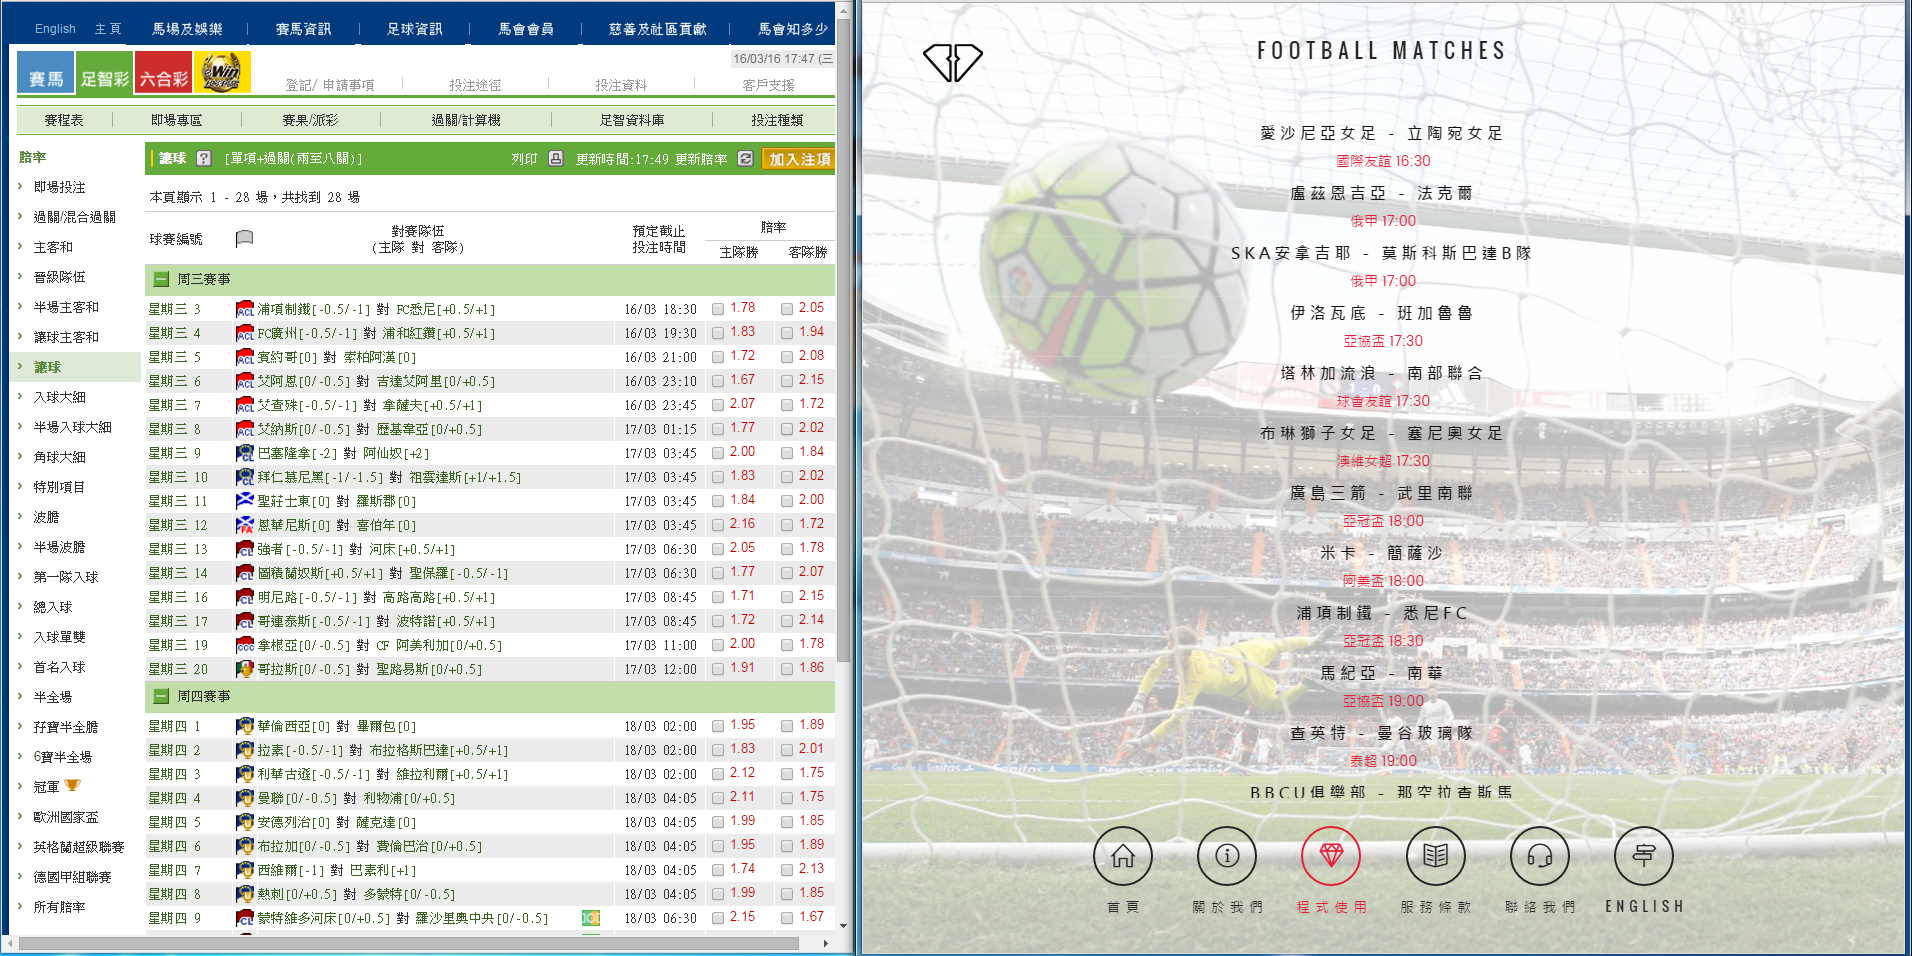 English 主頁 馬場及娛樂 賽馬資訊 足球資訊 馬會會員 慈善及社區貢獻 馬會知多少
16/03/16 17:47 (三
賽馬 足智彩 六合彩 eWin
登記/ 申請事項 投注途徑 投注資料 客戶支援
賽程表 即場專區 賽果/派彩 過關/計算機 足智資料庫 投注種類
賠率
即場投注
過關/混合過關
主客和
晉級隊伍
半場主客和
讓球主客和
讓球
入球大細
半場入球大細
角球大細
特別項目
波膽
半場波膽
第一隊入球
總入球
入球單雙
首名入球
半全場
孖寶半全膽
6寶半全場
冠軍
歐洲國家盃
英格蘭超級聯賽
德國甲組聯賽
所有賠率
讓球 ? [單項+過關(兩至八關)] 列印 更新時間:17:49 更新賠率 加入注項
本頁顯示 1 - 28 場，共找到 28 場
球賽編號 對賽隊伍 (主隊 對 客隊) 預定截止 投注時間 賠率 主隊勝 客隊勝
周三賽事
星期三 3 ACL 浦項制鐵[-0.5/-1] 對 FC悉尼[+0.5/+1] 16/03 18:30 1.78 2.05
星期三 4 ACL FC廣州[-0.5/-1] 對 浦和紅鑽[+0.5/+1] 16/03 19:30 1.83 1.94
星期三 5 ACL 賓約哥[0] 對 索柏阿漢[0] 16/03 21:00 1.72 2.08
星期三 6 ACL 艾阿恩[0/-0.5] 對 吉達艾阿里[0/+0.5] 16/03 23:10 1.67 2.15
星期三 7 ACL 艾查殊[-0.5/-1] 對 拿薩夫[+0.5/+1] 16/03 23:45 2.07 1.72
星期三 8 ACL 艾納斯[0/-0.5] 對 歷基韋亞[0/+0.5] 17/03 01:15 1.77 2.02
星期三 9 CL 巴塞隆拿[-2] 對 阿仙奴[+2] 17/03 03:45 2.00 1.84
星期三 10 CL 拜仁慕尼黑[-1/-1.5] 對 祖雲達斯[+1/+1.5] 17/03 03:45 1.83 2.02
星期三 11 聖莊士東[0] 對 羅斯郡[0] 17/03 03:45 1.84 2.00
星期三 12 FA 恩華尼斯[0] 對 喜伯年[0] 17/03 03:45 2.16 1.72
星期三 13 CL 強者[-0.5/-1] 對 河床[+0.5/+1] 17/03 06:30 2.05 1.78
星期三 14 CL 圖積蘭奴斯[+0.5/+1] 對 聖保羅[-0.5/-1] 17/03 06:30 1.77 2.07
星期三 16 CL 明尼路[-0.5/-1] 對 高路高路[+0.5/+1] 17/03 08:45 1.71 2.15
星期三 17 CL 哥連泰斯[-0.5/-1] 對 波特諾[+0.5/+1] 17/03 08:45 1.72 2.14
星期三 19 CCC 拿根亞[0/-0.5] 對 CF 阿美利加[0/+0.5] 17/03 11:00 2.00 1.78
星期三 20 哥拉斯[0/-0.5] 對 聖路易斯[0/+0.5] 17/03 12:00 1.91 1.86
周四賽事
星期四 1 華倫西亞[0] 對 畢爾包[0] 18/03 02:00 1.95 1.89
星期四 2 拉素[-0.5/-1] 對 布拉格斯巴達[+0.5/+1] 18/03 02:00 1.83 2.01
星期四 3 利華古遜[-0.5/-1] 對 維拉利爾[+0.5/+1] 18/03 02:00 2.12 1.75
星期四 4 曼聯[0/-0.5] 對 利物浦[0/+0.5] 18/03 04:05 2.11 1.75
星期四 5 安德列治[0] 對 薩克達[0] 18/03 04:05 1.99 1.85
星期四 6 布拉加[0/-0.5] 對 費倫巴治[0/+0.5] 18/03 04:05 1.95 1.89
星期四 7 西維爾[-1] 對 巴素利[+1] 18/03 04:05 1.74 2.13
星期四 8 熱刺[0/+0.5] 對 多蒙特[0/-0.5] 18/03 04:05 1.99 1.85
星期四 9 CL 蒙特維多河床[0/+0.5] 對 羅沙里奧中央[0/-0.5] 18/03 06:30 2.15 1.67
FOOTBALL MATCHES
愛沙尼亞女足 - 立陶宛女足
國際友誼 16:30
盧茲恩吉亞 - 法克爾
俄甲 17:00
SKA安拿吉耶 - 莫斯科斯巴達B隊
俄甲 17:00
伊洛瓦底 - 班加魯魯
亞協盃 17:30
塔林加流浪 - 南部聯合
球會友誼 17:30
布琳獅子女足 - 塞尼奧女足
澳維女超 17:30
廣島三箭 - 武里南聯
亞冠盃 18:00
米卡 - 簡薩沙
阿美盃 18:00
浦項制鐵 - 悉尼FC
亞冠盃 18:30
馬紀亞 - 南華
亞協盃 19:00
查英特 - 曼谷玻璃隊
泰超 19:00
BBCU俱樂部 - 那空拉查斯馬
首頁 關於我們 程式使用 服務條款 聯絡我們 ENGLISH